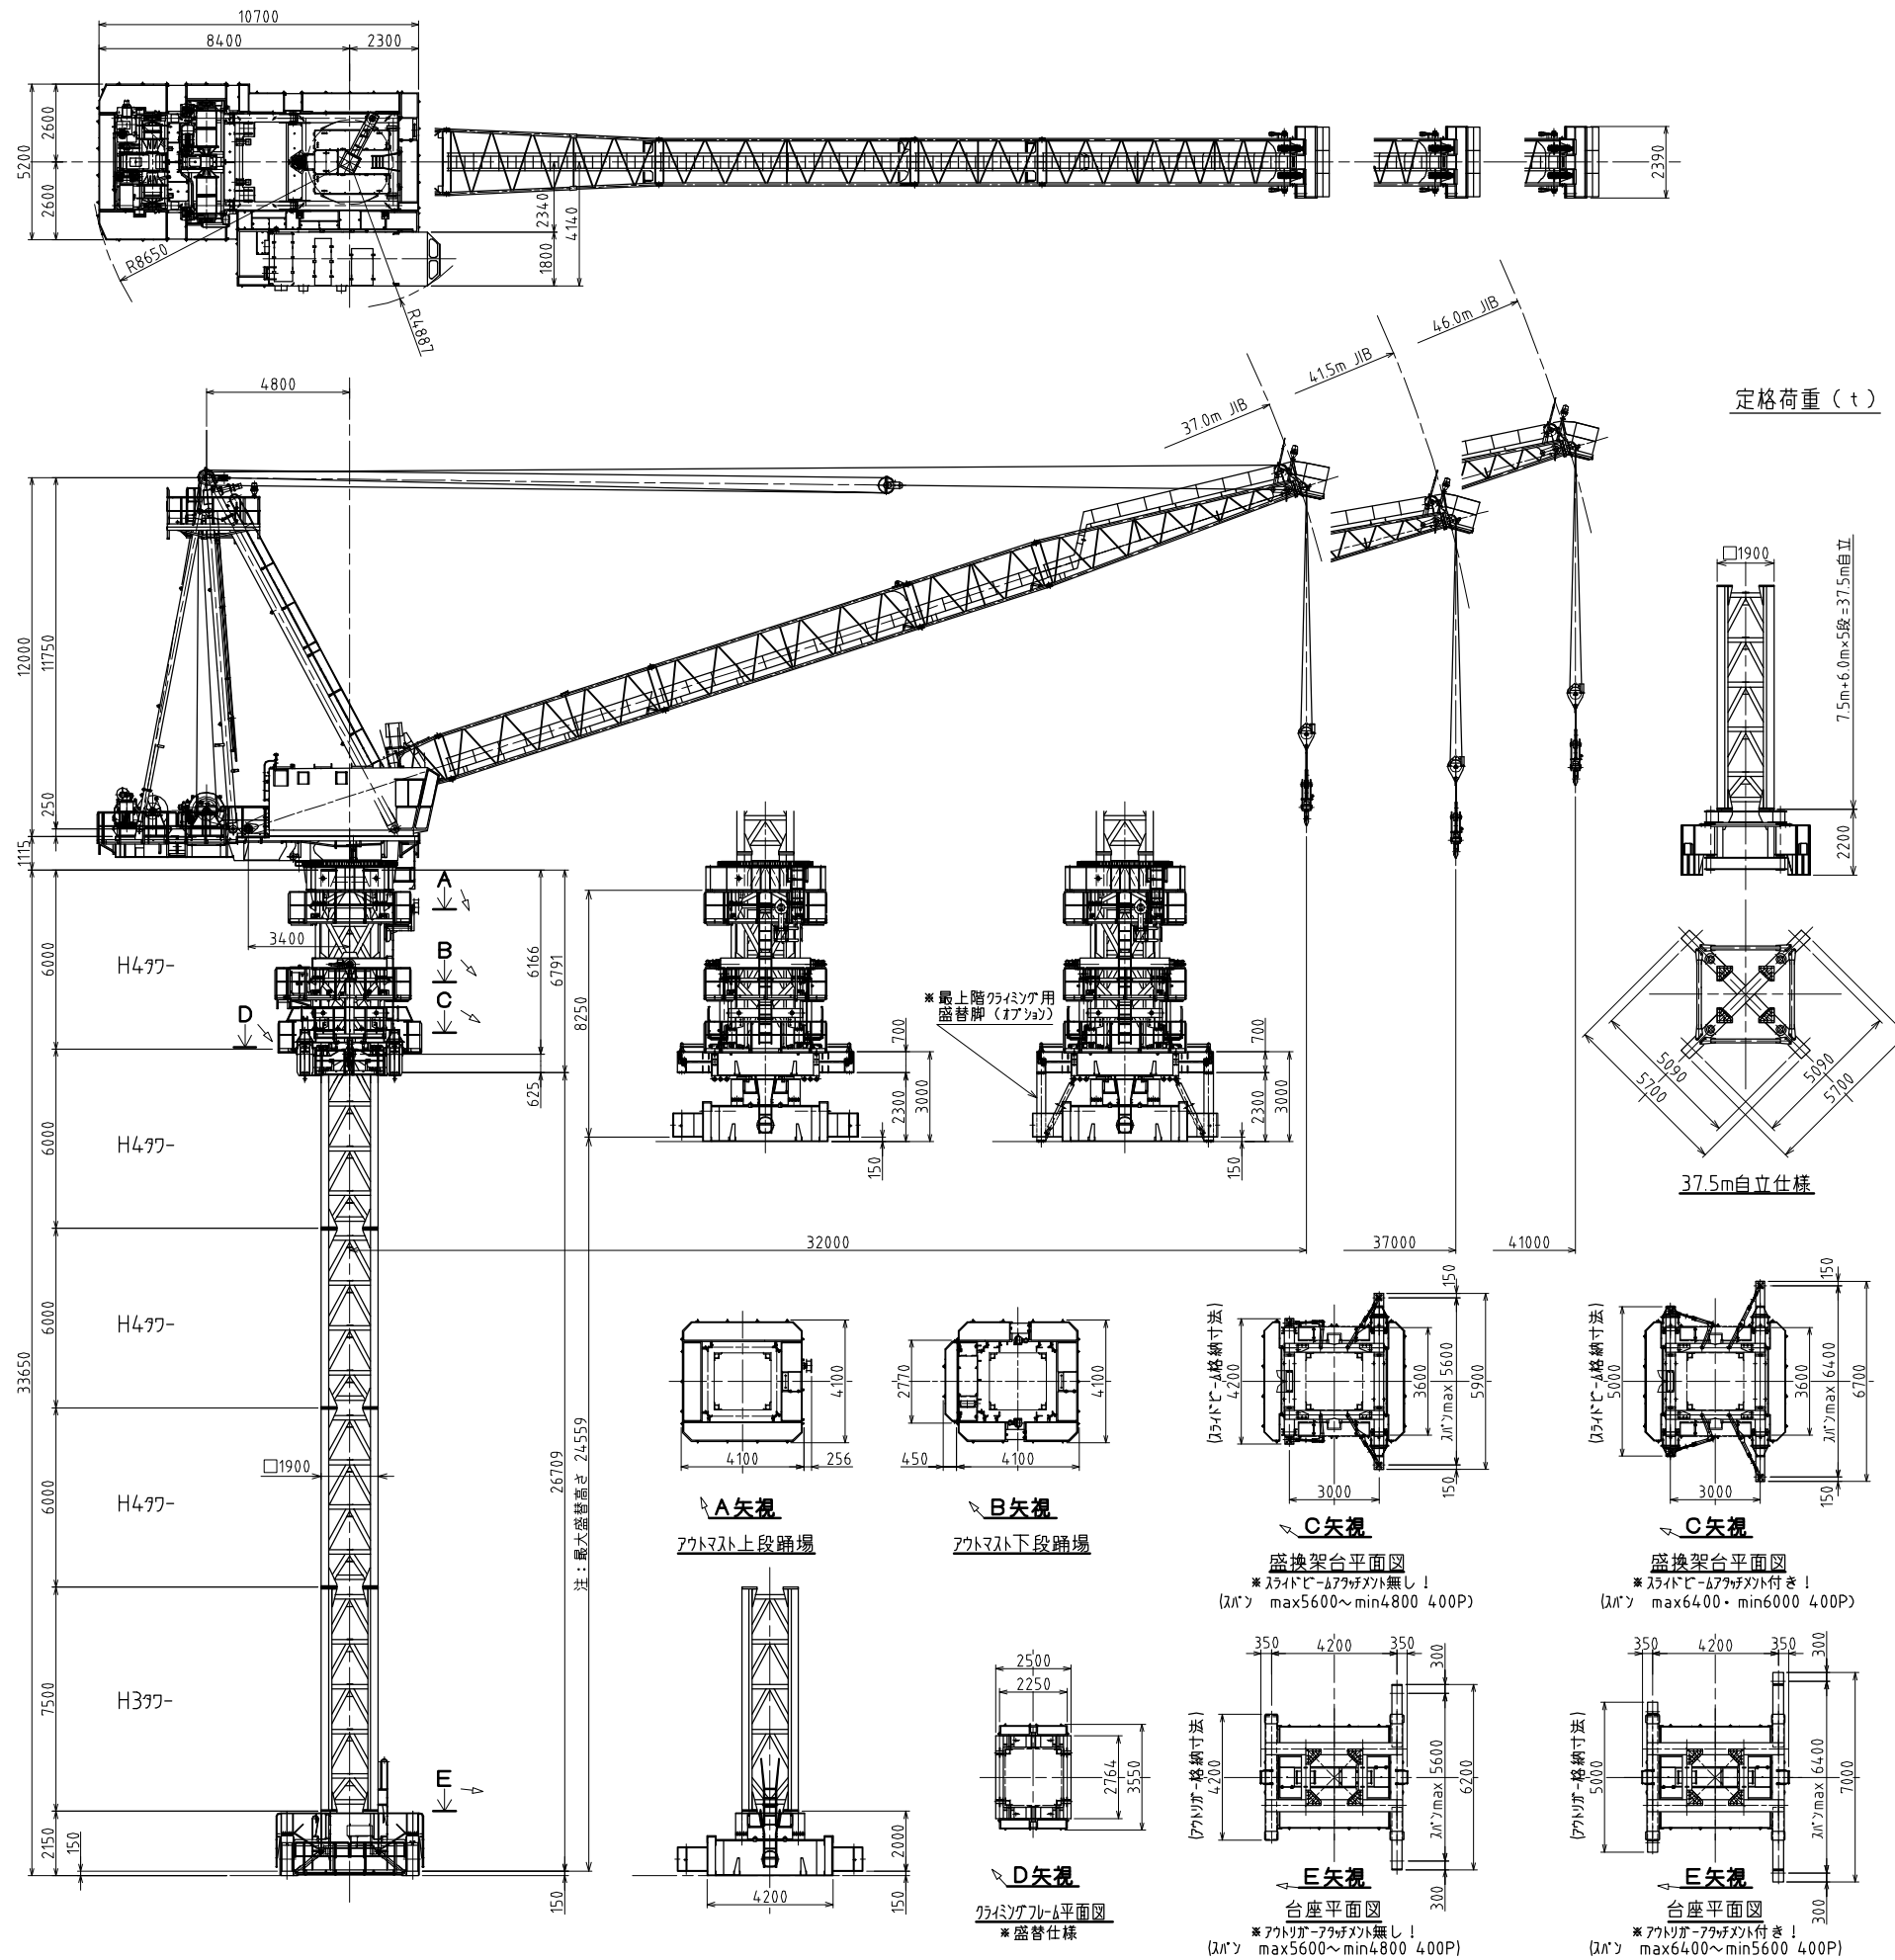 10700
8400
2300
5200
2600
2600
2390
2340
4140
1800
R8650
R4887
4800
37.0m JIB
41.5m JIB
46.0m JIB
定格荷重（ｔ）
12000
11750
250
1115
□1900
7.5m+6.0m×5段=37.5m自立
2200
33650
6000
6000
6000
6000
7500
2150
150
H4タワー
H4タワー
H4タワー
H4タワー
H3タワー
3400
A
B
C
D
E
6166
6791
625
26709
150
8250
注：最大盛替高さ 24559
700
2300
3000
150
※最上階クライミング用
盛替脚（オプション）
700
2300
3000
150
5090
5700
5090
5700
37.5m自立仕様
32000
37000
41000
□1900
4100
4100
256
A矢視
アウトマスト上段踊場
2770
4100
450
4100
B矢視
アウトマスト下段踊場
(スライドビーム格納寸法)
4200
3600
スパンmax 5600
5900
150
150
3000
C矢視
盛換架台平面図
※スライドビームアタッチメント無し！
(スパン max5600～min4800 400P)
(スライドビーム格納寸法)
5000
3600
スパンmax 6400
6700
150
150
3000
C矢視
盛換架台平面図
※スライドビームアタッチメント付き！
(スパン max6400・min6000 400P)
4200
2000
150
2500
2250
2764
3550
D矢視
クライミングフレーム平面図
※盛替仕様
350
4200
350
300
(アウトリガー格納寸法)
4200
スパンmax 5600
6200
300
E矢視
台座平面図
※アウトリガーアタッチメント無し！
(スパン max5600～min4800 400P)
350
4200
350
300
(アウトリガー格納寸法)
5000
スパンmax 6400
7000
300
E矢視
台座平面図
※アウトリガーアタッチメント付き！
(スパン max6400～min5600 400P)